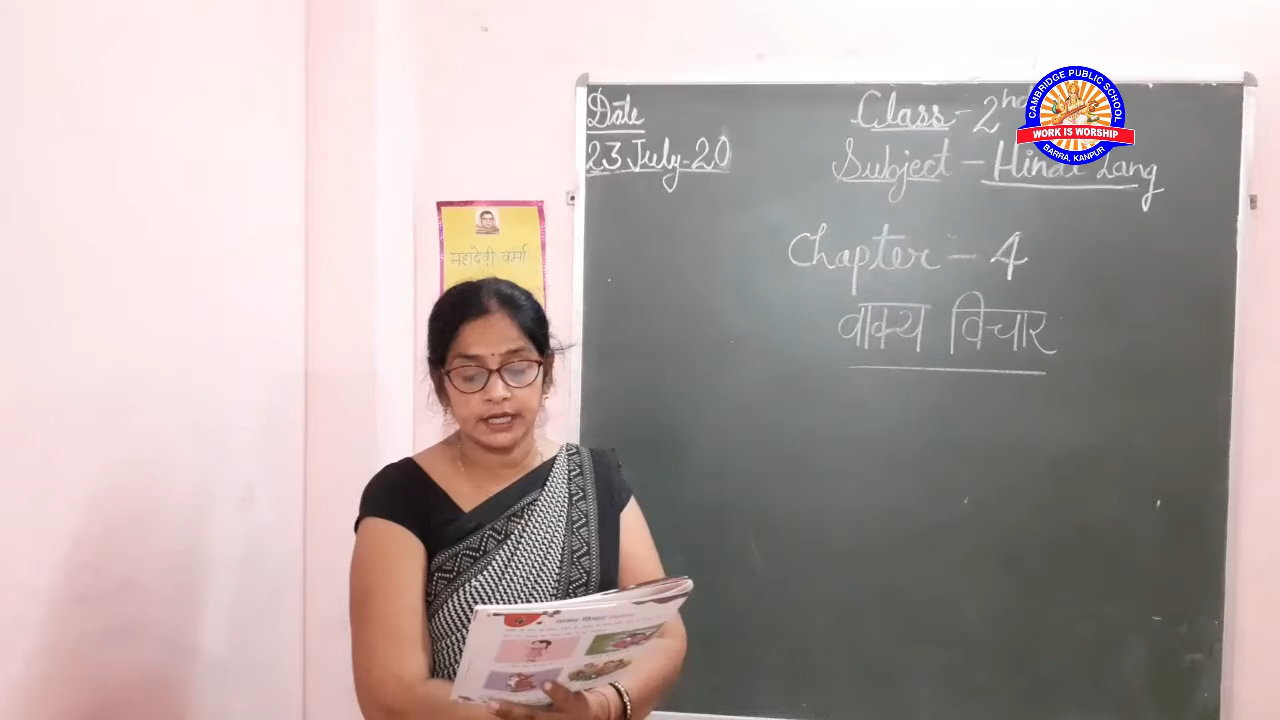 Date
23 July-20
Class-2nd
Subject - Hindi Lang
Chapter - 4
वाक्य विचार
CAMBRIDGE PUBLIC SCHOOL
WORK IS WORSHIP
BARRA, KANPUR
महादेवी वर्मा
वाक्य विचार